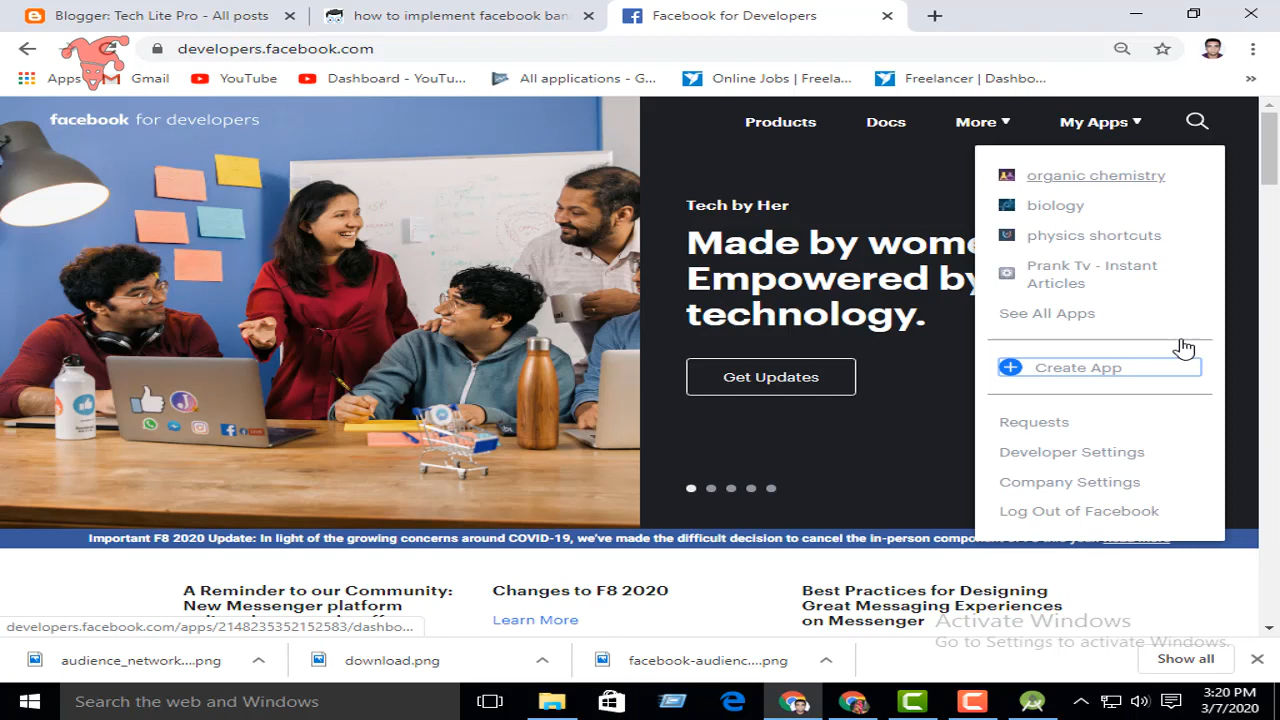 Blogger: Tech Lite Pro - All posts
how to implement facebook ban
Facebook for Developers
developers.facebook.com
Apps
Gmail
YouTube
Dashboard - YouTu...
All applications - G...
Online Jobs | Freela...
Freelancer | Dashbo...
facebook for developers
Products
Docs
More
My Apps
organic chemistry
biology
physics shortcuts
Prank Tv - Instant
Articles
See All Apps
Create App
Requests
Developer Settings
Company Settings
Log Out of Facebook
Tech by Her
Made by wome
Empowered by
technology.
Get Updates
Important F8 2020 Update: In light of the growing concerns around COVID-19, we've made the difficult decision to cancel the in-person
A Reminder to our Community:
New Messenger platform
Changes to F8 2020
Learn More
Best Practices for Designing
Great Messaging Experiences
on Messenger
developers.facebook.com/apps/2148235352152583/dashbo...
Activate Windows
Go to Settings to activate Windows.
audience_network....png
download.png
facebook-audienc....png
Show all
Search the web and Windows
3:20 PM
3/7/2020